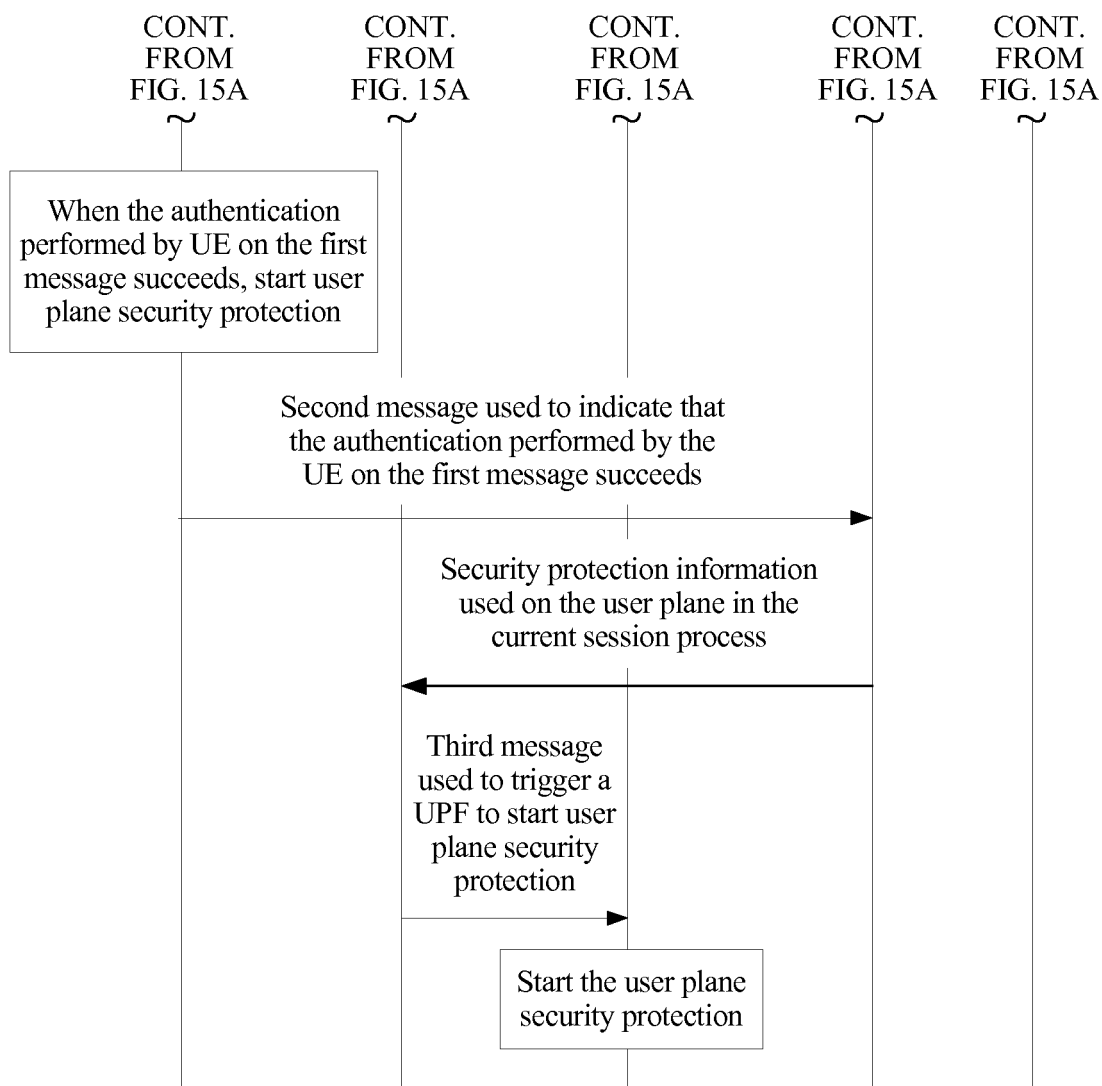 CONT.
FROM
FIG. 15A
CONT.
FROM
FIG. 15A
CONT.
FROM
FIG. 15A
CONT.
FROM
FIG. 15A
CONT.
FROM
FIG. 15A
When the authentication
performed by UE on the first
message succeeds, start user
plane security protection
Second message used to indicate that
the authentication performed by the
UE on the first message succeeds
Security protection information
used on the user plane in the
current session process
Third message
used to trigger a
UPF to start user
plane security
protection
Start the user plane
security protection